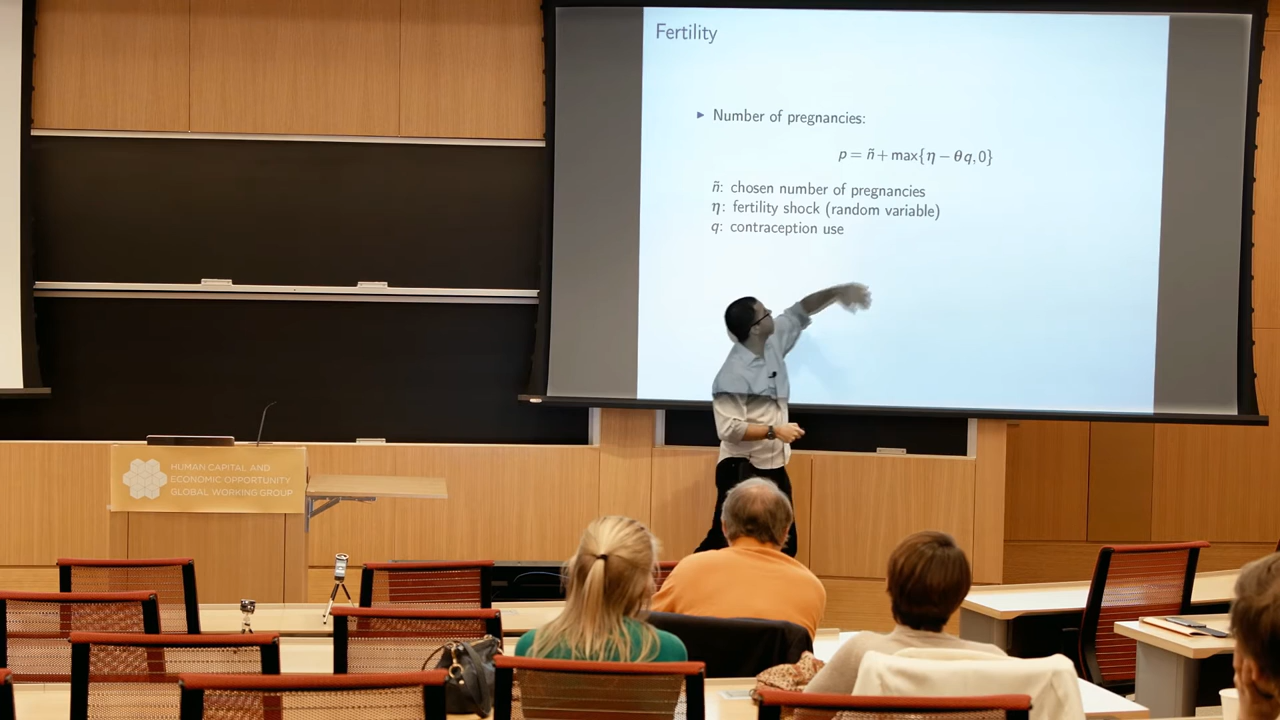 Fertility
▶ Number of pregnancies:
p = ñ + max{η − θq, 0}
ñ: chosen number of pregnancies
η: fertility shock (random variable)
q: contraception use
HUMAN CAPITAL AND
ECONOMIC OPPORTUNITY
GLOBAL WORKING GROUP